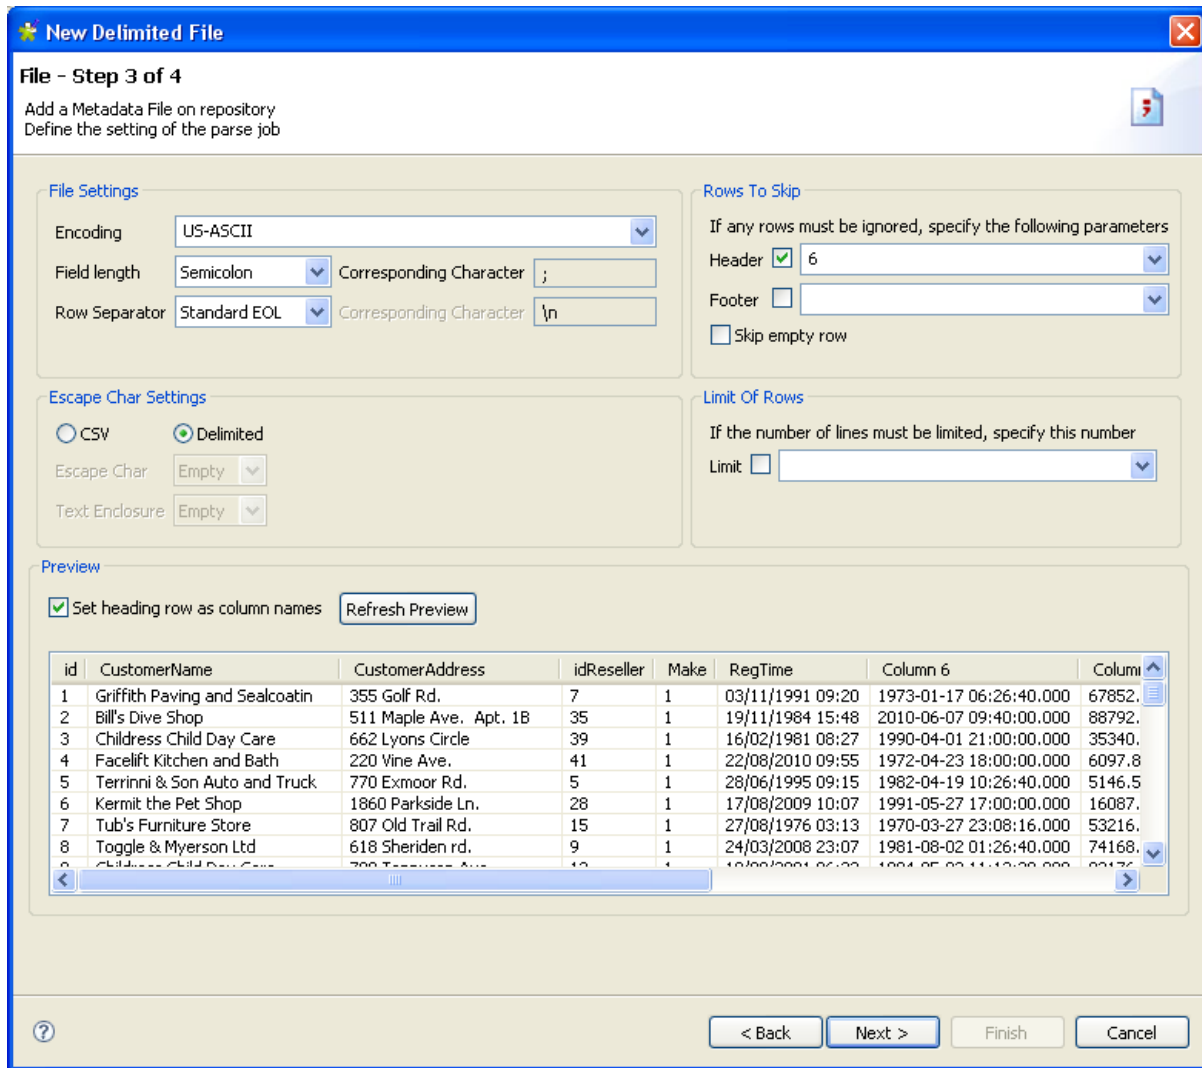 New Delimited File
File - Step 3 of 4
Add a Metadata File on repository
Define the setting of the parse job
File Settings
Encoding US-ASCII
Field length Semicolon Corresponding Character ;
Row Separator Standard EOL Corresponding Character \n
Rows To Skip
If any rows must be ignored, specify the following parameters
Header 6
Footer
Skip empty row
Escape Char Settings
CSV Delimited
Escape Char Empty
Text Enclosure Empty
Limit Of Rows
If the number of lines must be limited, specify this number
Limit
Preview
Set heading row as column names Refresh Preview
id CustomerName CustomerAddress idReseller Make RegTime Column 6 Colum
1 Griffith Paving and Sealcoatin 355 Golf Rd. 7 1 03/11/1991 09:20 1973-01-17 06:26:40.000 67852.
2 Bill's Dive Shop 511 Maple Ave. Apt. 1B 35 1 19/11/1984 15:48 2010-06-07 09:40:00.000 88792.
3 Childress Child Day Care 662 Lyons Circle 39 1 16/02/1981 08:27 1990-04-01 21:00:00.000 35340.
4 Facelift Kitchen and Bath 220 Vine Ave. 41 1 22/08/2010 09:55 1972-04-23 18:00:00.000 6097.8
5 Terrinni & Son Auto and Truck 770 Exmoor Rd. 5 1 28/06/1995 09:15 1982-04-19 10:26:40.000 5146.5
6 Kermit the Pet Shop 1860 Parkside Ln. 28 1 17/08/2009 10:07 1991-05-27 17:00:00.000 16087.
7 Tub's Furniture Store 807 Old Trail Rd. 15 1 27/08/1976 03:13 1970-03-27 23:08:16.000 53216.
8 Toggle & Myerson Ltd 618 Sheriden rd. 9 1 24/03/2008 23:07 1981-08-02 01:26:40.000 74168.
Childress Child Day Care
< Back Next > Finish Cancel